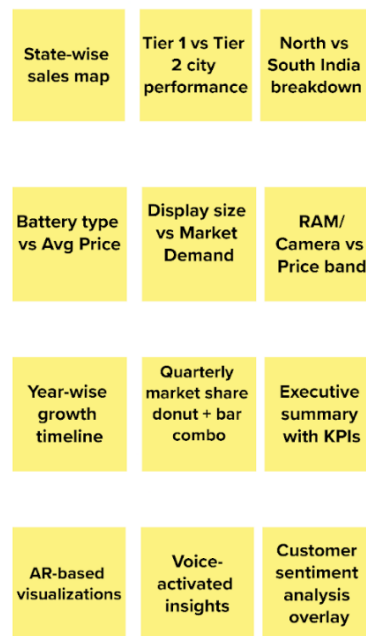 State-wise
sales map
Tier 1 vs Tier
2 city
performance
North vs
South India
breakdown
Battery type
vs Avg Price
Display size
vs Market
Demand
RAM/
Camera vs
Price band
Year-wise
growth
timeline
Quarterly
market share
donut + bar
combo
Executive
summary
with KPIs
AR-based
visualizations
Voice-
activated
insights
Customer
sentiment
analysis
overlay